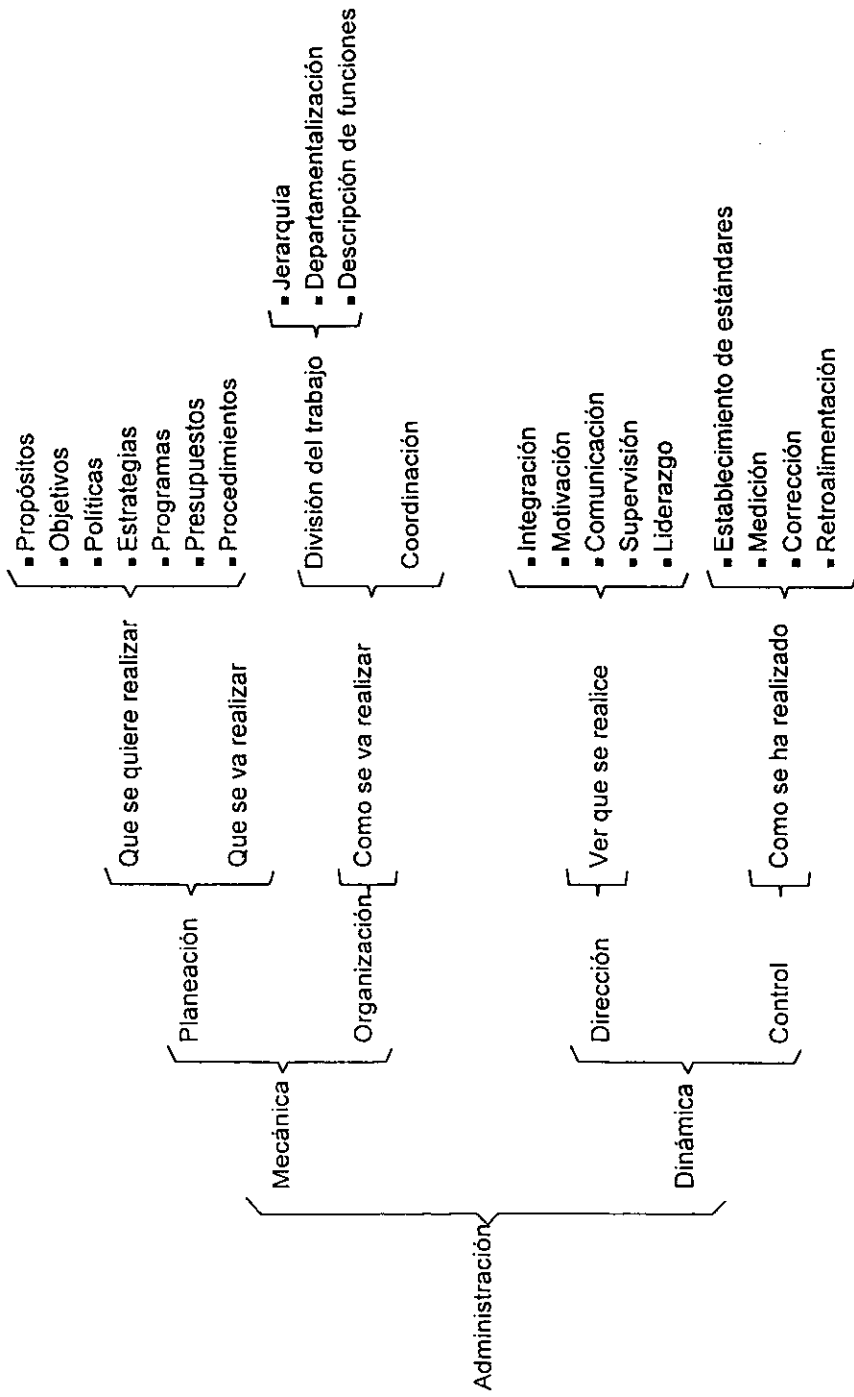 Administración
Mecánica
Planeación
Que se quiere realizar
Que se va realizar
▪ Propósitos
▪ Objetivos
▪ Políticas
▪ Estrategias
▪ Programas
▪ Presupuestos
▪ Procedimientos
Organización
Como se va realizar
División del trabajo
▪ Jerarquía
▪ Departamentalización
▪ Descripción de funciones
Coordinación
Dinámica
Dirección
Ver que se realice
▪ Integración
▪ Motivación
▪ Comunicación
▪ Supervisión
▪ Liderazgo
Control
Como se ha realizado
▪ Establecimiento de estándares
▪ Medición
▪ Corrección
▪ Retroalimentación